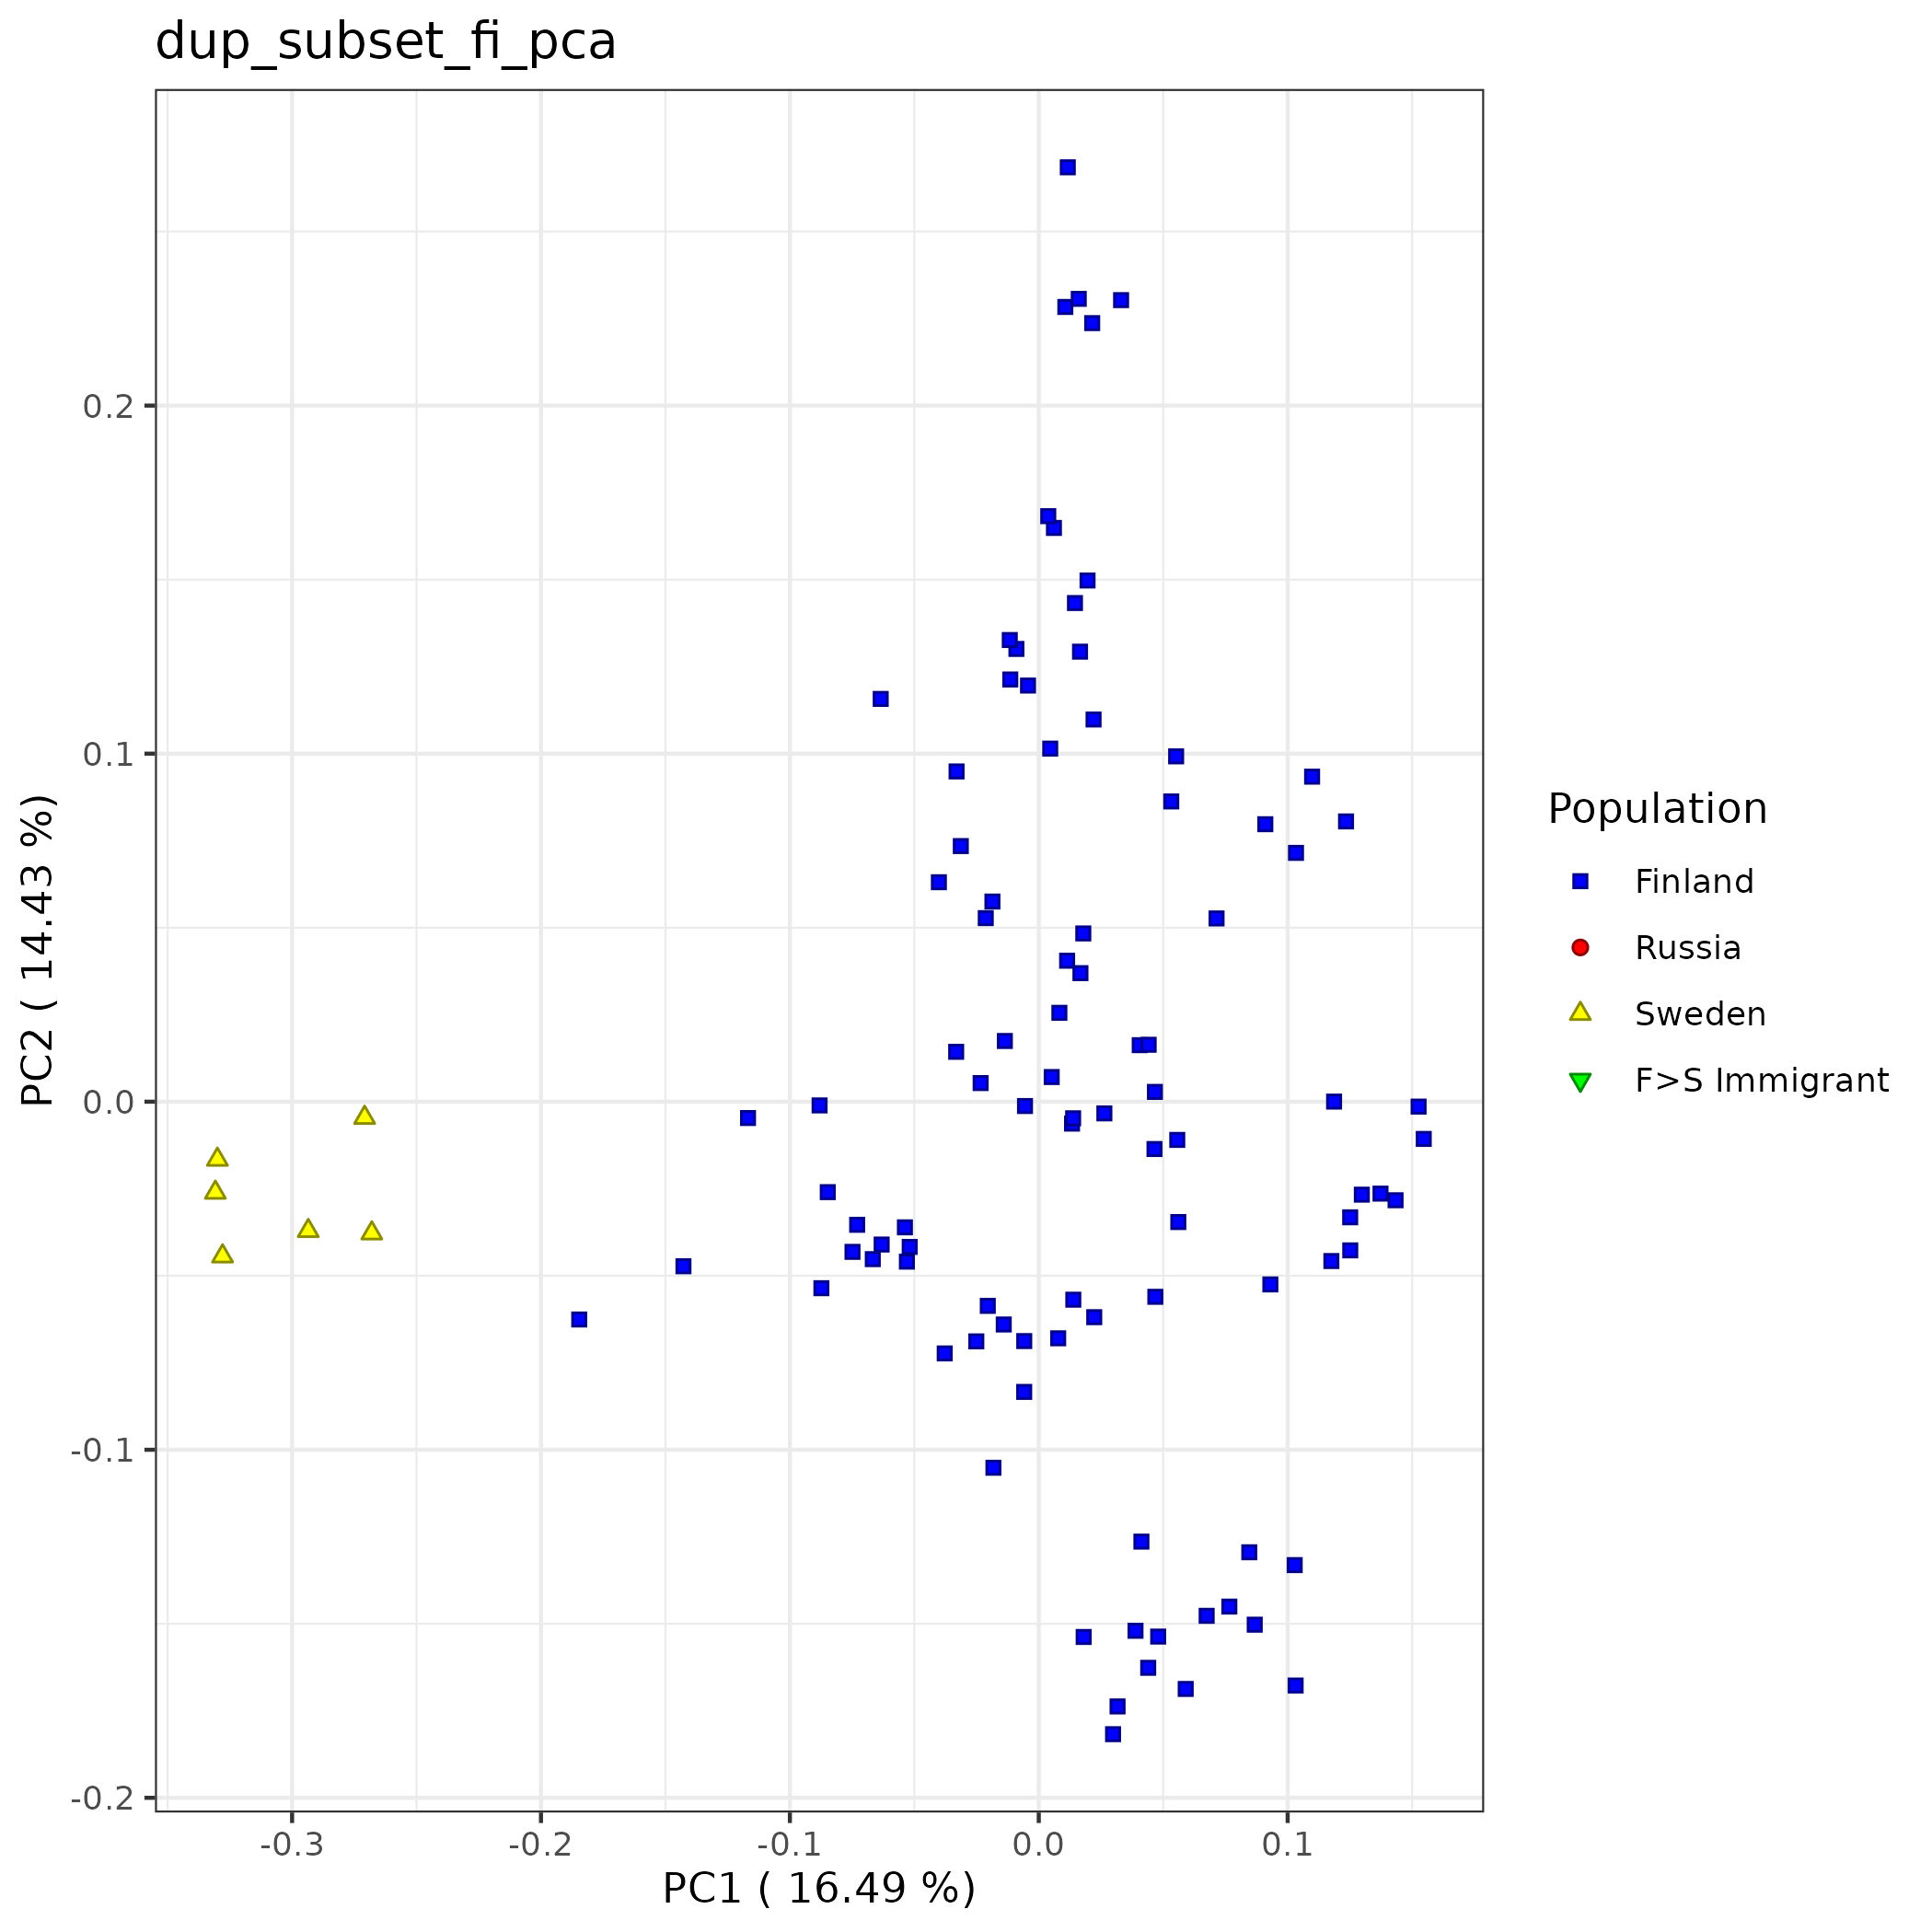 dup_subset_fi_pca
0.2
0.1
0.0
-0.1
-0.2
PC2 ( 14.43 %)
-0.3
-0.2
-0.1
0.0
0.1
PC1 ( 16.49 %)
Population
Finland
Russia
Sweden
F>S Immigrant